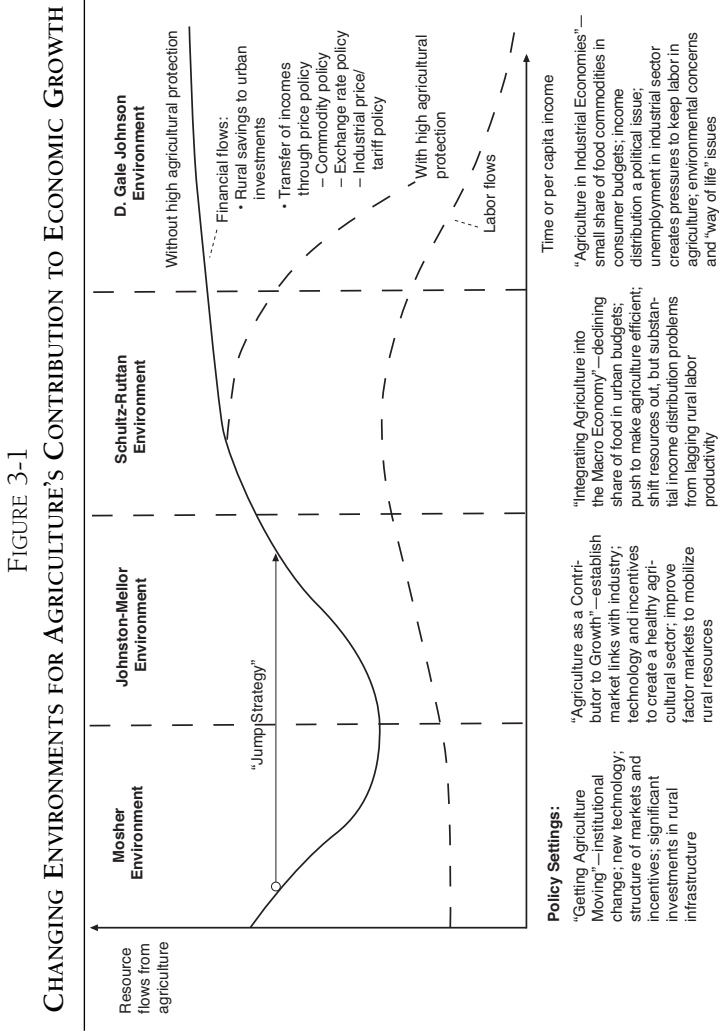 FIGURE 3-1
CHANGING ENVIRONMENTS FOR AGRICULTURE'S CONTRIBUTION TO ECONOMIC GROWTH
Resource
flows from
agriculture
Mosher
Environment
Johnston-Mellor
Environment
Schultz-Ruttan
Environment
D. Gale Johnson
Environment
"Jump Strategy"
Without high agricultural protection
Financial flows:
• Rural savings to urban
investments
• Transfer of incomes
through price policy
– Commodity policy
– Exchange rate policy
– Industrial price/
tariff policy
With high agricultural
protection
Labor flows
Time or per capita income
Policy Settings:
"Getting Agriculture
Moving"—institutional
change; new technology;
structure of markets and
incentives; significant
investments in rural
infrastructure
"Agriculture as a Contri-
butor to Growth"—establish
market links with industry;
technology and incentives
to create a healthy agri-
cultural sector; improve
factor markets to mobilize
rural resources
"Integrating Agriculture into
the Macro Economy"—declining
share of food in urban budgets;
push to make agriculture efficient;
shift resources out, but substan-
tial income distribution problems
from lagging rural labor
productivity
"Agriculture in Industrial Economies"—
small share of food commodities in
consumer budgets; income
distribution a political issue;
unemployment in industrial sector
creates pressures to keep labor in
agriculture; environmental concerns
and "way of life" issues